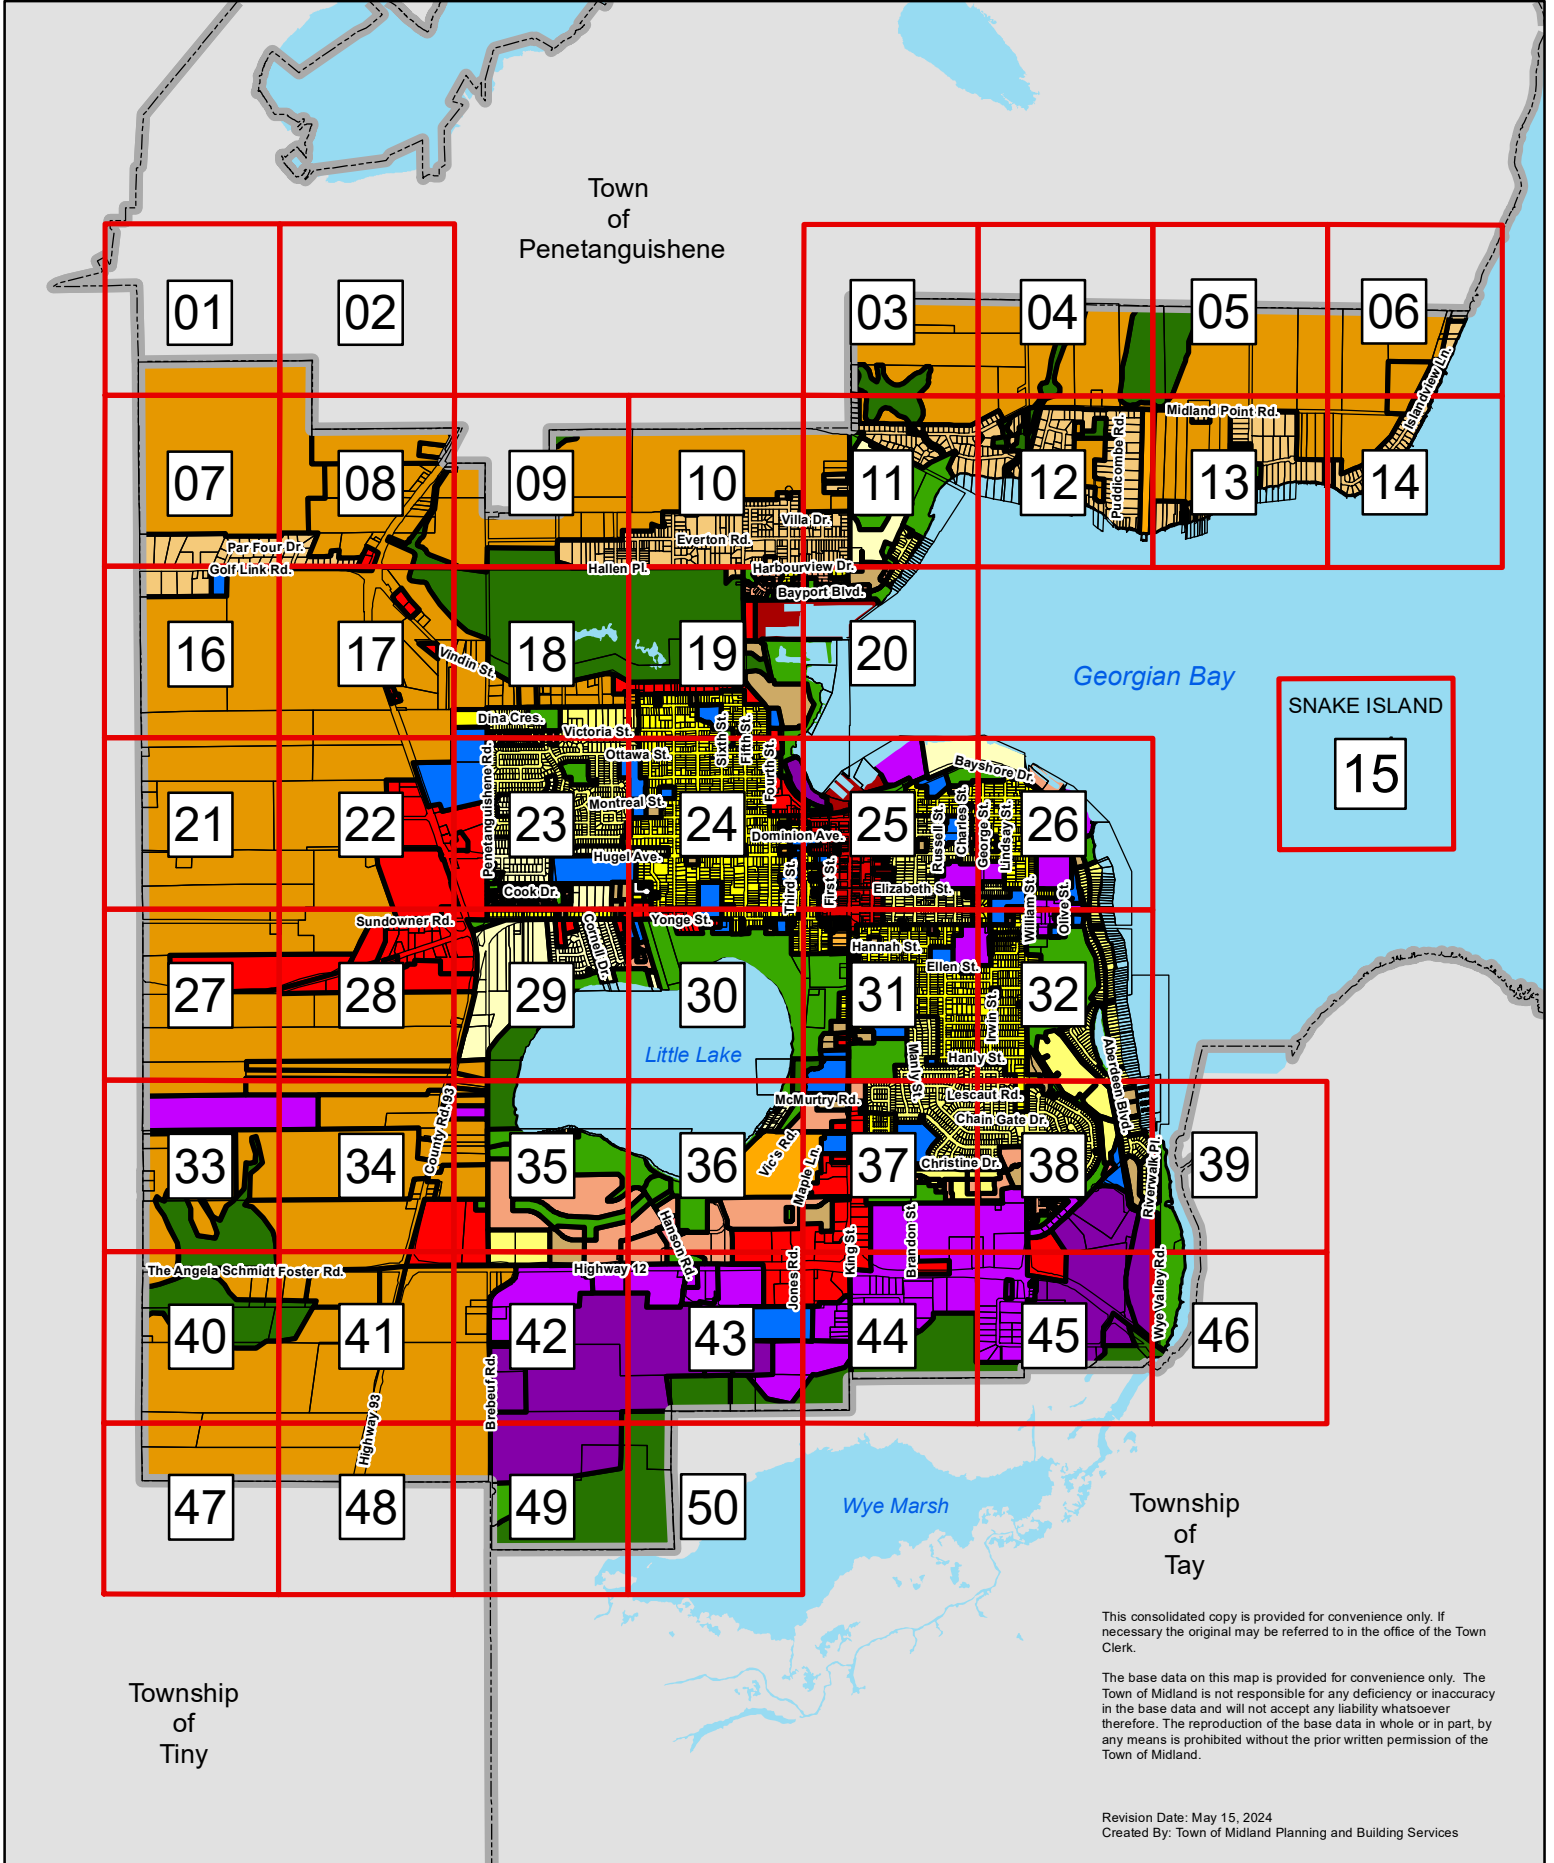 Town
of
Penetanguishene
01
02
03
04
05
06
Islandview Ln.
Midland Point Rd.
Puddicombe Rd.
07
08
09
10
11
12
13
14
Villa Dr.
Everton Rd.
Par Four Dr.
Golf Link Rd.
Hallen Pl.
Harbourview Dr.
Bayport Blvd.
16
17
18
19
20
Vindin St.
Georgian Bay
SNAKE ISLAND
15
Dina Cres.
Victoria St.
Sixth St.
Fifth St.
Fourth St.
Ottawa St.
Penetanguishene Rd.
Bayshore Dr.
Montreal St.
21
22
23
24
25
26
Dominion Ave.
Russell St.
Charles St.
George St.
Lindsay St.
Hugel Ave.
Third St.
First St.
Cook Dr.
Elizabeth St.
William St.
Olive St.
Sundowner Rd.
Cornell Dr.
Yonge St.
Hannah St.
Ellen St.
27
28
29
30
31
32
Irwin St.
Little Lake
Manly St.
Hanly St.
Aberdeen Blvd.
County Rd. 93
McMurtry Rd.
Lescaut Rd.
Chain Gate Dr.
33
34
35
36
37
38
39
Vic's Rd.
Maple Ln.
Christine Dr.
Riverwalk Pl.
Hanson Rd.
King St.
Brandon St.
The Angela Schmidt Foster Rd.
Highway 12
Jones Rd.
Wye Valley Rd.
40
41
42
43
44
45
46
Brebeuf Rd.
Highway 93
47
48
49
50
Wye Marsh
Township
of
Tay
Township
of
Tiny
This consolidated copy is provided for convenience only. If
necessary the original may be referred to in the office of the Town
Clerk.
The base data on this map is provided for convenience only. The
Town of Midland is not responsible for any deficiency or inaccuracy
in the base data and will not accept any liability whatsoever
therefore. The reproduction of the base data in whole or in part, by
any means is prohibited without the prior written permission of the
Town of Midland.
Revision Date: May 15, 2024
Created By: Town of Midland Planning and Building Services